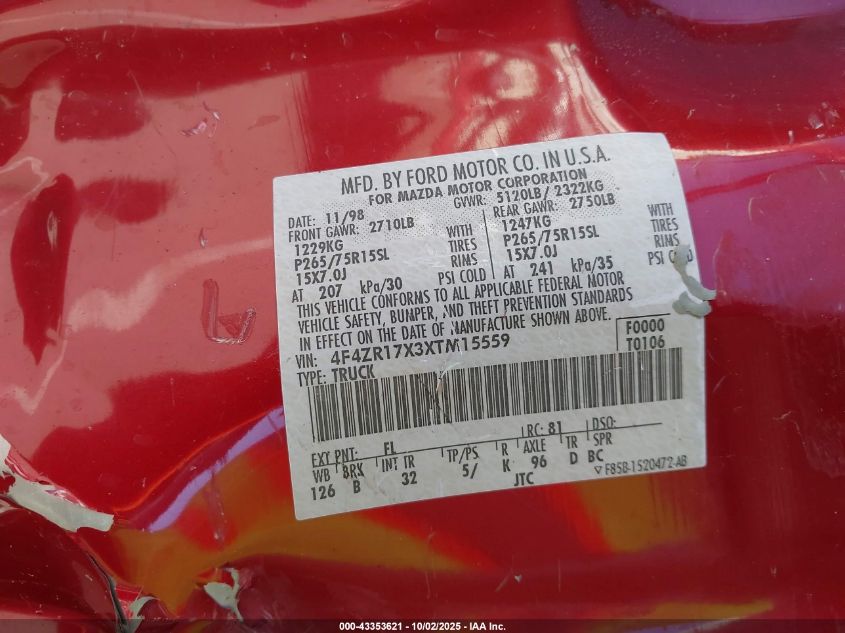 MFD. BY FORD MOTOR CO. IN U.S.A.
FOR MAZDA MOTOR CORPORATION
DATE: 11/98 GVWR: 5120LB / 2322KG
FRONT GAWR: 2710LB REAR GAWR: 2750LB
1229KG WITH 1247KG WITH
P265/75R15SL TIRES P265/75R15SL TIRES
15X7.0J RIMS 15X7.0J RIMS
AT 207 kPa/30 PSI COLD AT 241 kPa/35 PSI COLD
THIS VEHICLE CONFORMS TO ALL APPLICABLE FEDERAL MOTOR
VEHICLE SAFETY, BUMPER, AND THEFT PREVENTION STANDARDS
IN EFFECT ON THE DATE OF MANUFACTURE SHOWN ABOVE.
VIN: 4F4ZR17X3XTM15559 F0000
TYPE: TRUCK T0106
EXT PNT: FL RC: 81 DSO:
WB BRK INT TR TP/PS R AXLE TR SPR
126 B 32 5/ K 96 D BC
JTC F85B-1520472-AB
000-43353621 - 10/02/2025 - IAA Inc.